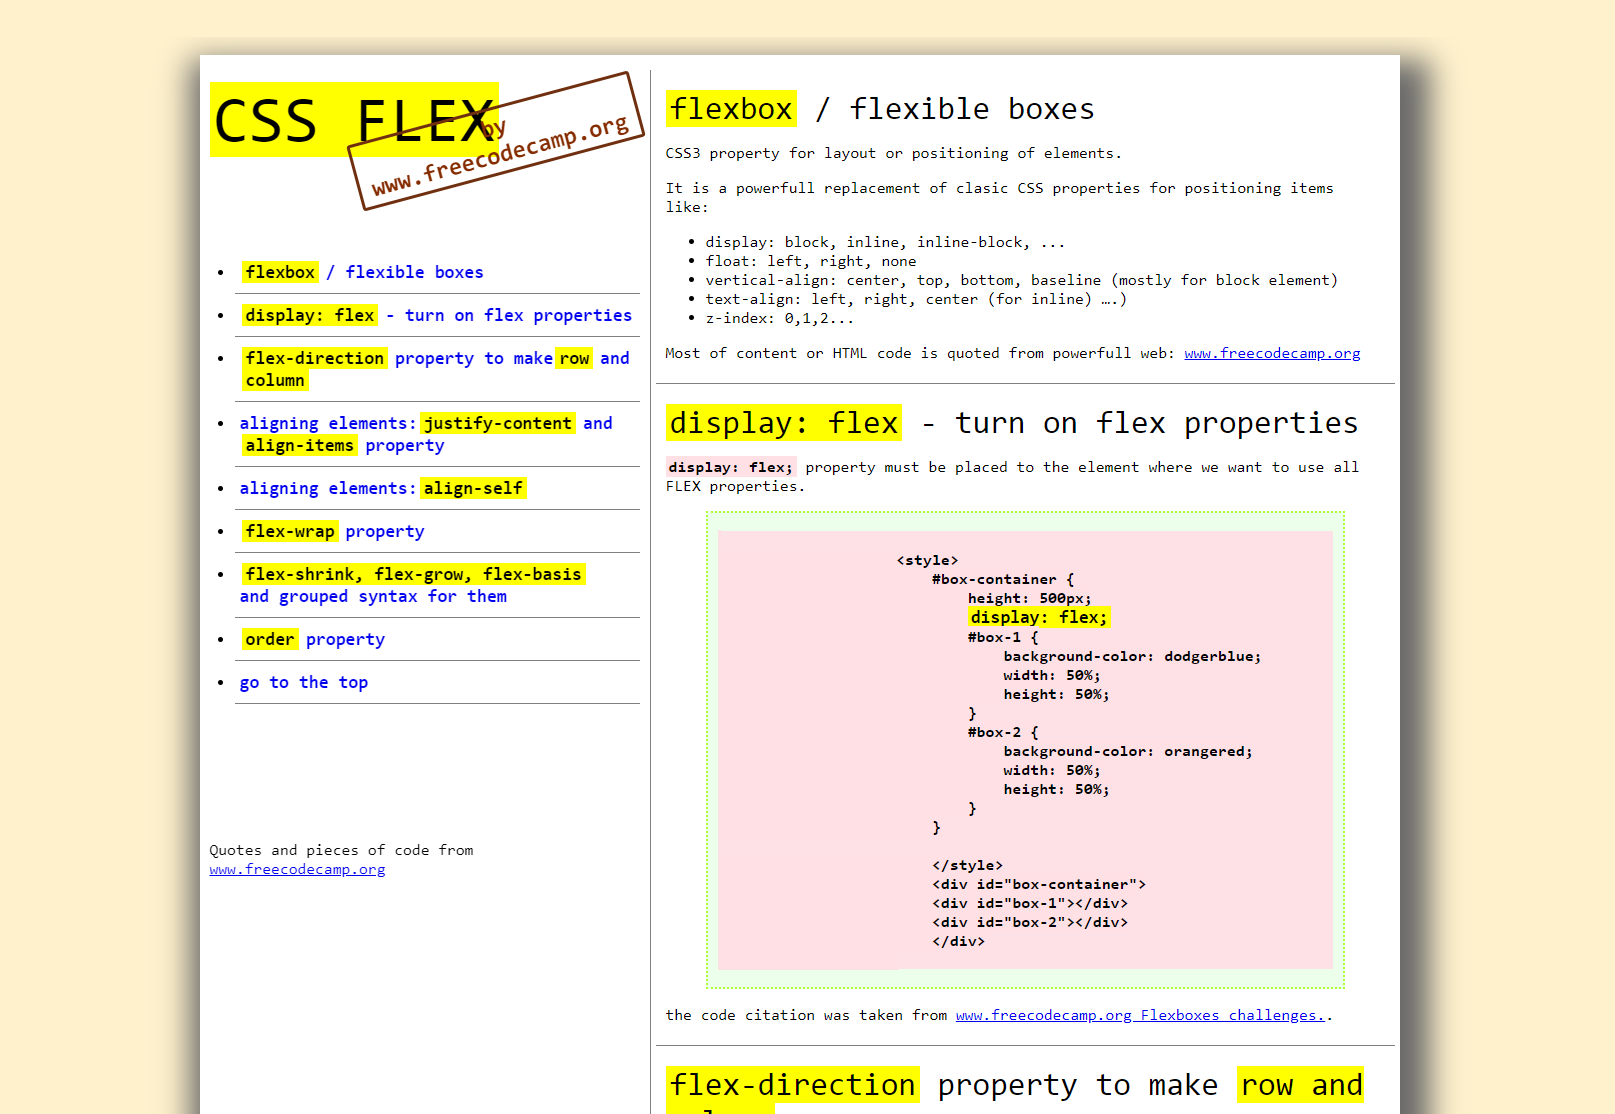 CSS FLEX
by
www.freecodecamp.org
flexbox / flexible boxes
display: flex - turn on flex properties
flex-direction property to make row and
column
aligning elements: justify-content and
align-items property
aligning elements: align-self
flex-wrap property
flex-shrink, flex-grow, flex-basis
and grouped syntax for them
order property
go to the top
Quotes and pieces of code from
www.freecodecamp.org
flexbox / flexible boxes
CSS3 property for layout or positioning of elements.
It is a powerfull replacement of clasic CSS properties for positioning items
like:
display: block, inline, inline-block, ...
float: left, right, none
vertical-align: center, top, bottom, baseline (mostly for block element)
text-align: left, right, center (for inline) ….)
z-index: 0,1,2...
Most of content or HTML code is quoted from powerfull web: www.freecodecamp.org
display: flex - turn on flex properties
display: flex; property must be placed to the element where we want to use all
FLEX properties.
<style>
#box-container {
height: 500px;
display: flex;
#box-1 {
background-color: dodgerblue;
width: 50%;
height: 50%;
}
#box-2 {
background-color: orangered;
width: 50%;
height: 50%;
}
}
</style>
<div id="box-container">
<div id="box-1"></div>
<div id="box-2"></div>
</div>
the code citation was taken from www.freecodecamp.org Flexboxes challenges..
flex-direction property to make row and